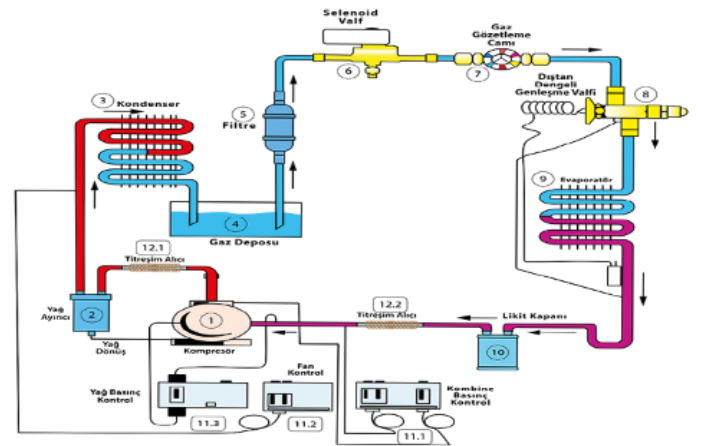 Selenoid
Valf
6
Gaz
Gözetleme
Camı
7
Dıştan
Dengeli
Genleşme Valfi
8
3
Kondenser
5
Filtre
4
Gaz Deposu
9
Evaporatör
12.1
Titreşim Alıcı
Yağ
Ayırıcı
2
Yağ
Dönüş
1
Kompresör
12.2
Titreşim Alıcı
Likit Kapanı
10
Yağ Basınç
Kontrol
11.3
Fan
Kontrol
11.2
Kombine
Basınç
Kontrol
11.1